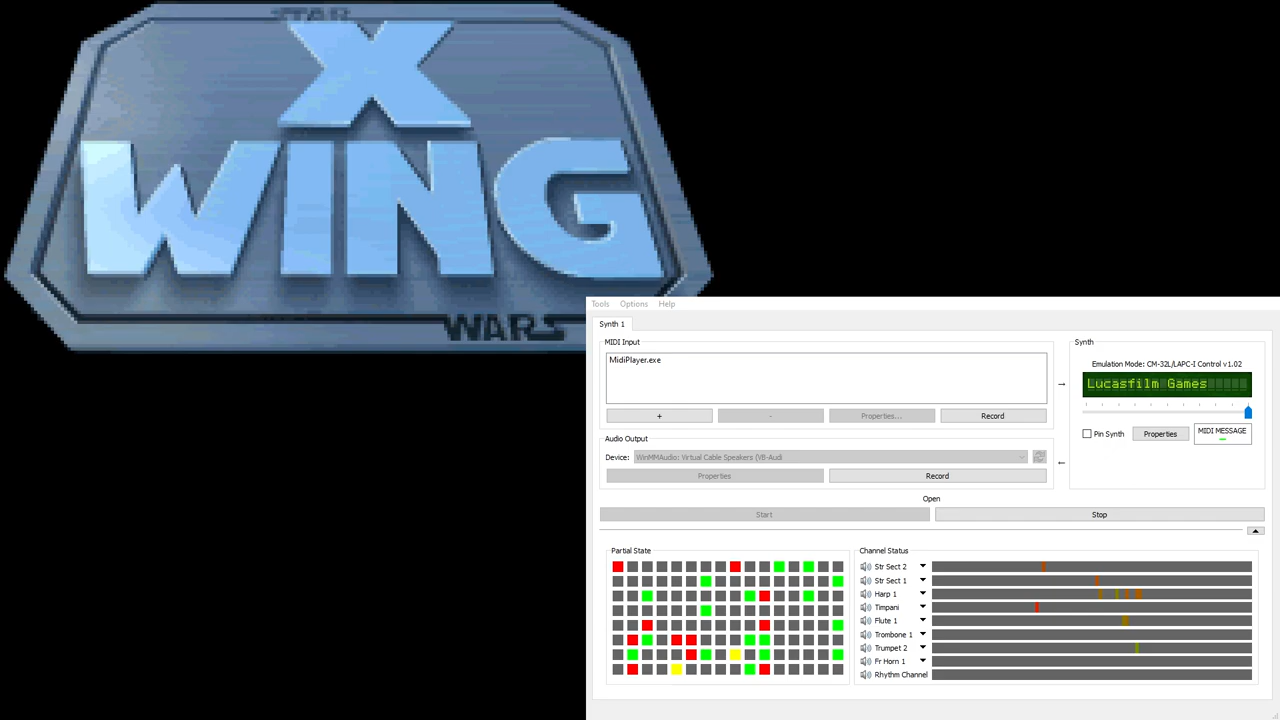 STAR
X
WING
WARS
Tools Options Help
Synth 1
MIDI Input
MidiPlayer.exe
+ - Properties... Record
Audio Output
Device: WinMMAudio: Virtual Cable Speakers (VB-Audi
Properties Record
Synth
Emulation Mode: CM-32L/LAPC-I Control v1.02
Lucasfilm Games
Pin Synth Properties MIDI MESSAGE
Open
Start Stop
Partial State
Channel Status
Str Sect 2
Str Sect 1
Harp 1
Timpani
Flute 1
Trombone 1
Trumpet 2
Fr Horn 1
Rhythm Channel